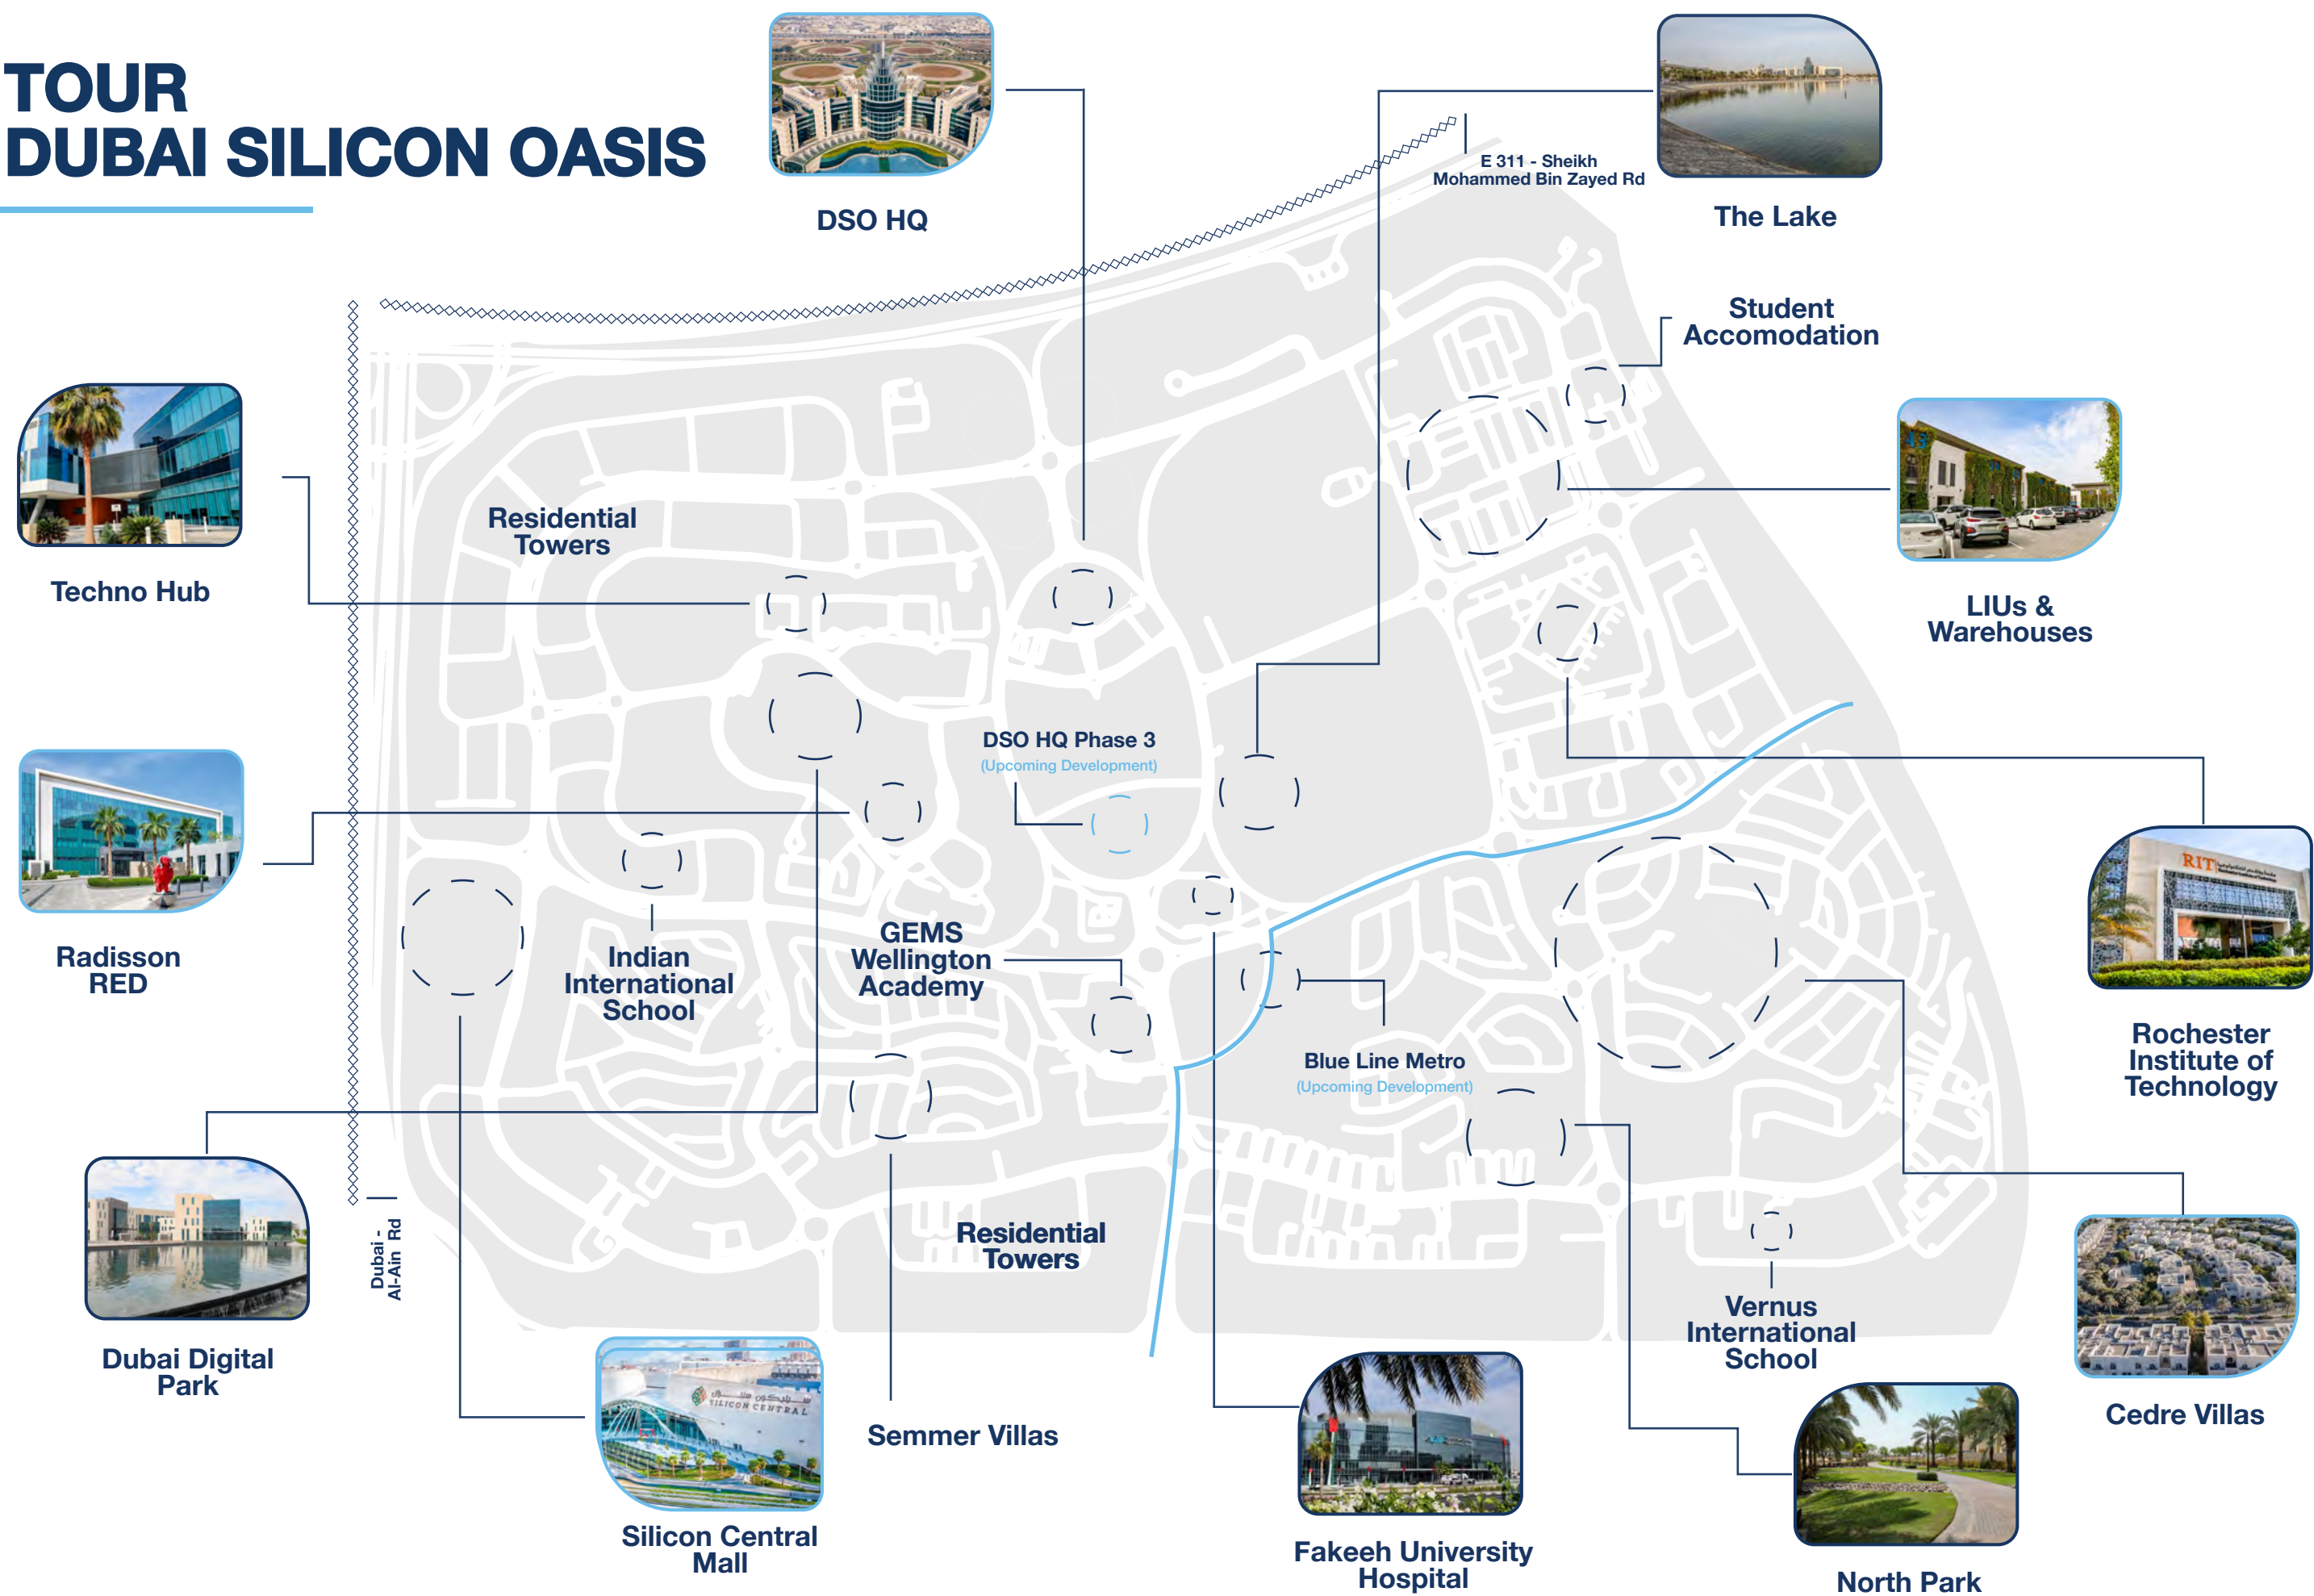 TOUR
DUBAI SILICON OASIS
DSO HQ
E 311 - Sheikh
Mohammed Bin Zayed Rd
The Lake
Student
Accomodation
Techno Hub
Residential
Towers
LIUs &
Warehouses
DSO HQ Phase 3
(Upcoming Development)
Radisson
RED
Indian
International
School
GEMS
Wellington
Academy
RIT
Rochester
Institute of
Technology
Blue Line Metro
(Upcoming Development)
Dubai -
Al-Ain Rd
Residential
Towers
Vernus
International
School
Dubai Digital
Park
SILICON CENTRAL
Silicon Central
Mall
Semmer Villas
Fakeeh University
Hospital
North Park
Cedre Villas